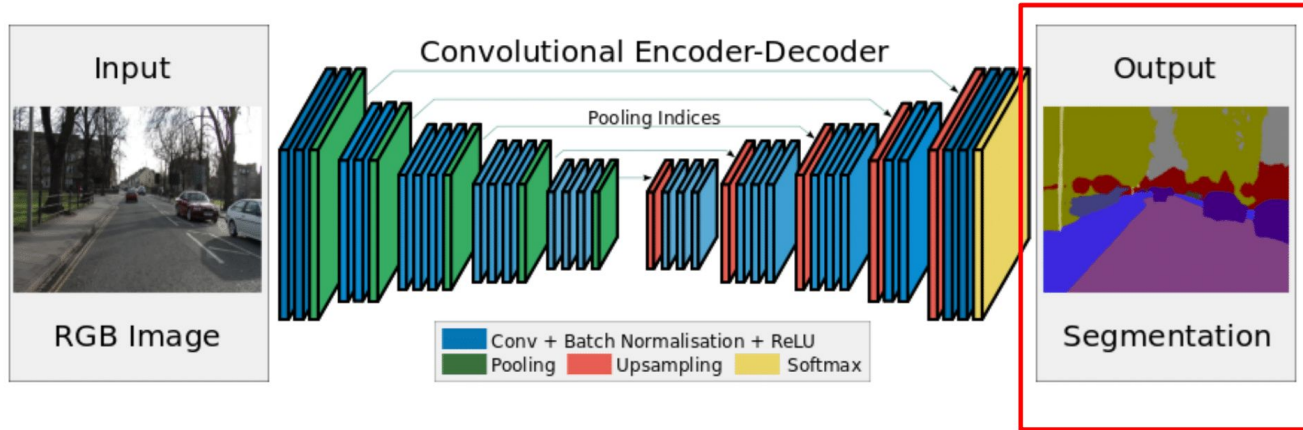 Convolutional Encoder-Decoder
Input
Output
Pooling Indices
RGB Image
Segmentation
Conv + Batch Normalisation + ReLU
Pooling
Upsampling
Softmax